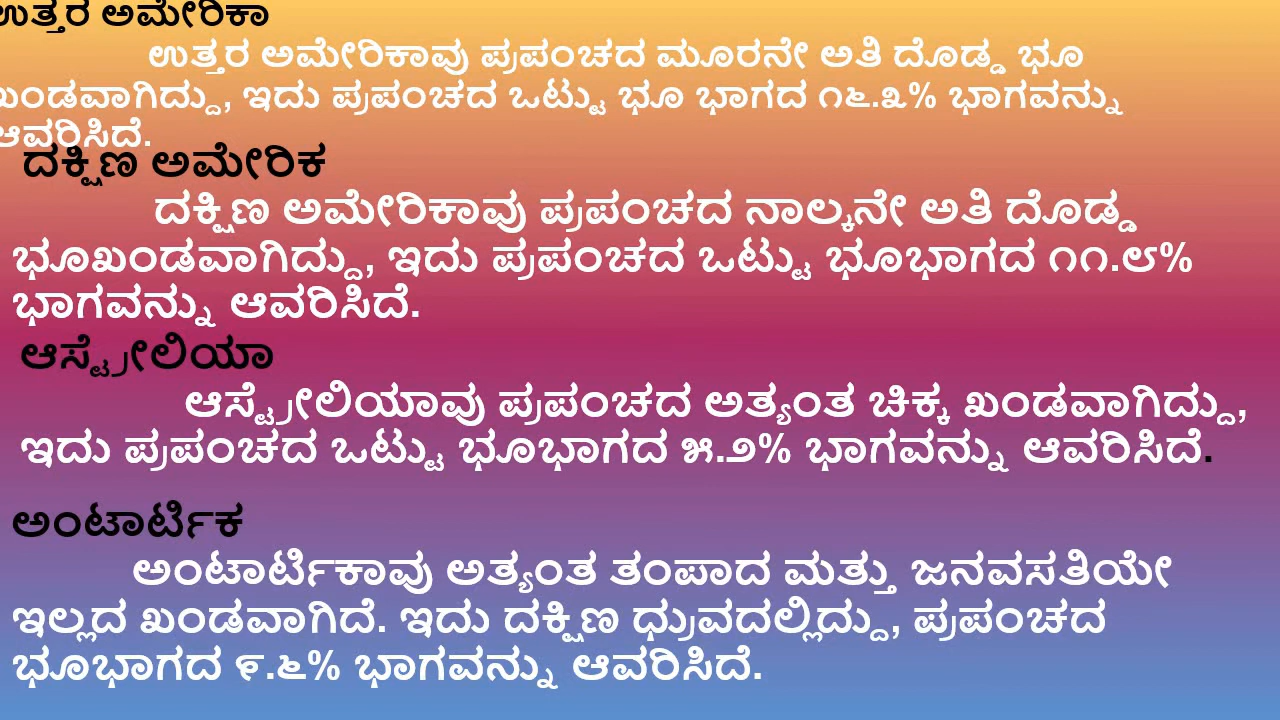 ಉತ್ತರ ಅಮೇರಿಕಾ
ಉತ್ತರ ಅಮೇರಿಕಾವು ಪ್ರಪಂಚದ ಮೂರನೇ ಅತಿ ದೊಡ್ಡ ಭೂ
ಖಂಡವಾಗಿದ್ದು, ಇದು ಪ್ರಪಂಚದ ಒಟ್ಟು ಭೂ ಭಾಗದ ೧೬.೩% ಭಾಗವನ್ನು
ಆವರಿಸಿದೆ.
ದಕ್ಷಿಣ ಅಮೇರಿಕ
ದಕ್ಷಿಣ ಅಮೇರಿಕಾವು ಪ್ರಪಂಚದ ನಾಲ್ಕನೇ ಅತಿ ದೊಡ್ಡ
ಭೂಖಂಡವಾಗಿದ್ದು, ಇದು ಪ್ರಪಂಚದ ಒಟ್ಟು ಭೂಭಾಗದ ೧೧.೮%
ಭಾಗವನ್ನು ಆವರಿಸಿದೆ.
ಆಸ್ಟ್ರೇಲಿಯಾ
ಆಸ್ಟ್ರೇಲಿಯಾವು ಪ್ರಪಂಚದ ಅತ್ಯಂತ ಚಿಕ್ಕ ಖಂಡವಾಗಿದ್ದು,
ಇದು ಪ್ರಪಂಚದ ಒಟ್ಟು ಭೂಭಾಗದ ೫.೨% ಭಾಗವನ್ನು ಆವರಿಸಿದೆ.
ಅಂಟಾರ್ಟಿಕ
ಅಂಟಾರ್ಟಿಕಾವು ಅತ್ಯಂತ ತಂಪಾದ ಮತ್ತು ಜನವಸತಿಯೇ
ಇಲ್ಲದ ಖಂಡವಾಗಿದೆ. ಇದು ದಕ್ಷಿಣ ಧ್ರುವದಲ್ಲಿದ್ದು, ಪ್ರಪಂಚದ
ಭೂಭಾಗದ ೯.೬% ಭಾಗವನ್ನು ಆವರಿಸಿದೆ.